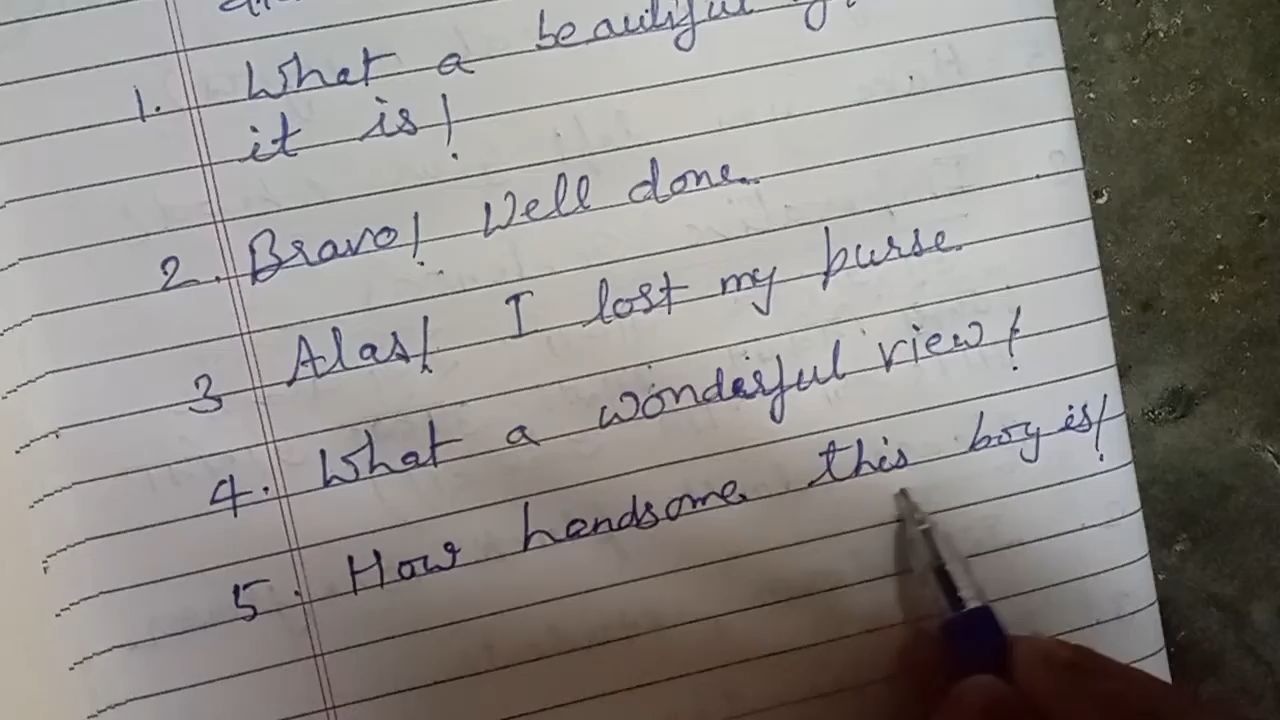 1. What a beautiful
it is!
2. Bravo! Well done.
3 Alas! I lost my purse.
4. What a wonderful view!
5. How handsome this boy is!